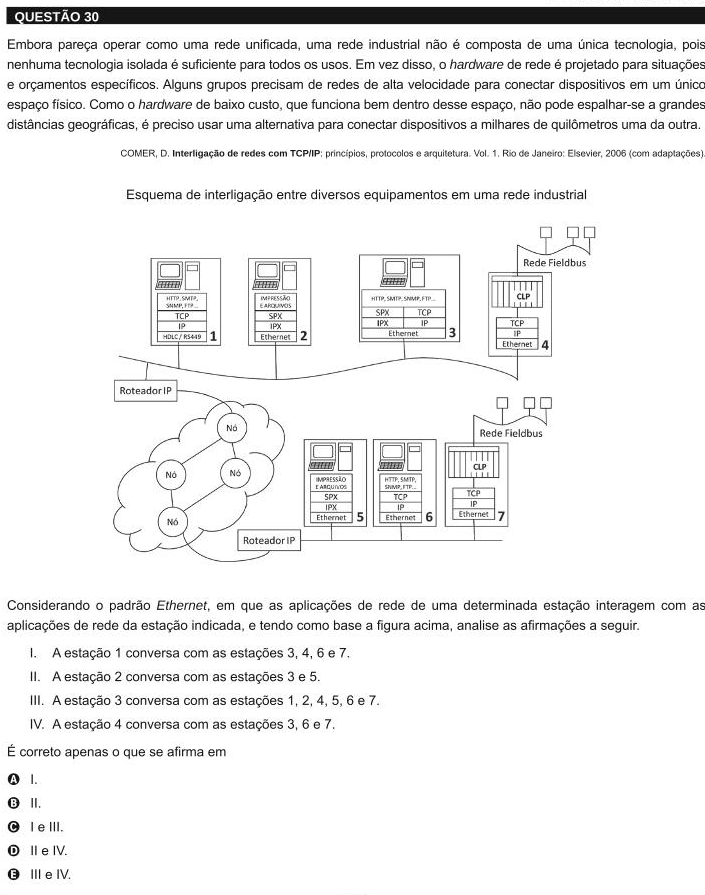 QUESTÃO 30
Embora pareça operar como uma rede unificada, uma rede industrial não é composta de uma única tecnologia, pois
nenhuma tecnologia isolada é suficiente para todos os usos. Em vez disso, o hardware de rede é projetado para situações
e orçamentos específicos. Alguns grupos precisam de redes de alta velocidade para conectar dispositivos em um único
espaço físico. Como o hardware de baixo custo, que funciona bem dentro desse espaço, não pode espalhar-se a grandes
distâncias geográficas, é preciso usar uma alternativa para conectar dispositivos a milhares de quilômetros uma da outra.
COMER, D. Interligação de redes com TCP/IP: princípios, protocolos e arquitetura. Vol. 1. Rio de Janeiro: Elsevier, 2006 (com adaptações).
Esquema de interligação entre diversos equipamentos em uma rede industrial
Rede Fieldbus
HTTP, SMTP,
SNMP, FTP...
TCP
IP
HDLC / RS449
1
IMPRESSÃO
E ARQUIVOS
SPX
IPX
Ethernet
2
HTTP, SMTP, SNMP, FTP...
SPX TCP
IPX IP
Ethernet
3
CLP
TCP
IP
Ethernet
4
Roteador IP
Nó
Nó
Nó
Nó
Rede Fieldbus
IMPRESSÃO
E ARQUIVOS
SPX
IPX
Ethernet
5
HTTP, SMTP,
SNMP, FTP...
TCP
IP
Ethernet
6
CLP
TCP
IP
Ethernet
7
Roteador IP
Considerando o padrão Ethernet, em que as aplicações de rede de uma determinada estação interagem com as
aplicações de rede da estação indicada, e tendo como base a figura acima, analise as afirmações a seguir.
I. A estação 1 conversa com as estações 3, 4, 6 e 7.
II. A estação 2 conversa com as estações 3 e 5.
III. A estação 3 conversa com as estações 1, 2, 4, 5, 6 e 7.
IV. A estação 4 conversa com as estações 3, 6 e 7.
É correto apenas o que se afirma em
A I.
B II.
C I e III.
D II e IV.
E III e IV.